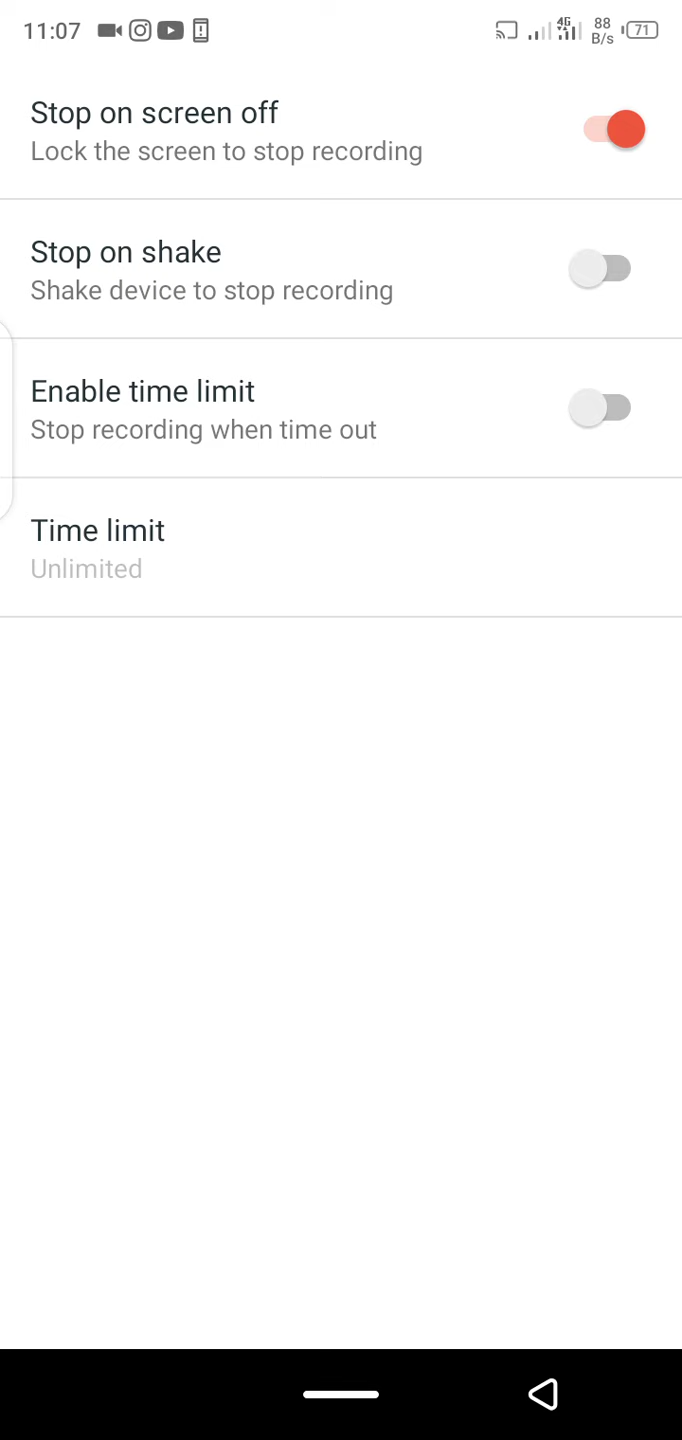 11:07 4G 88 B/s 71
Stop on screen off
Lock the screen to stop recording
Stop on shake
Shake device to stop recording
Enable time limit
Stop recording when time out
Time limit
Unlimited